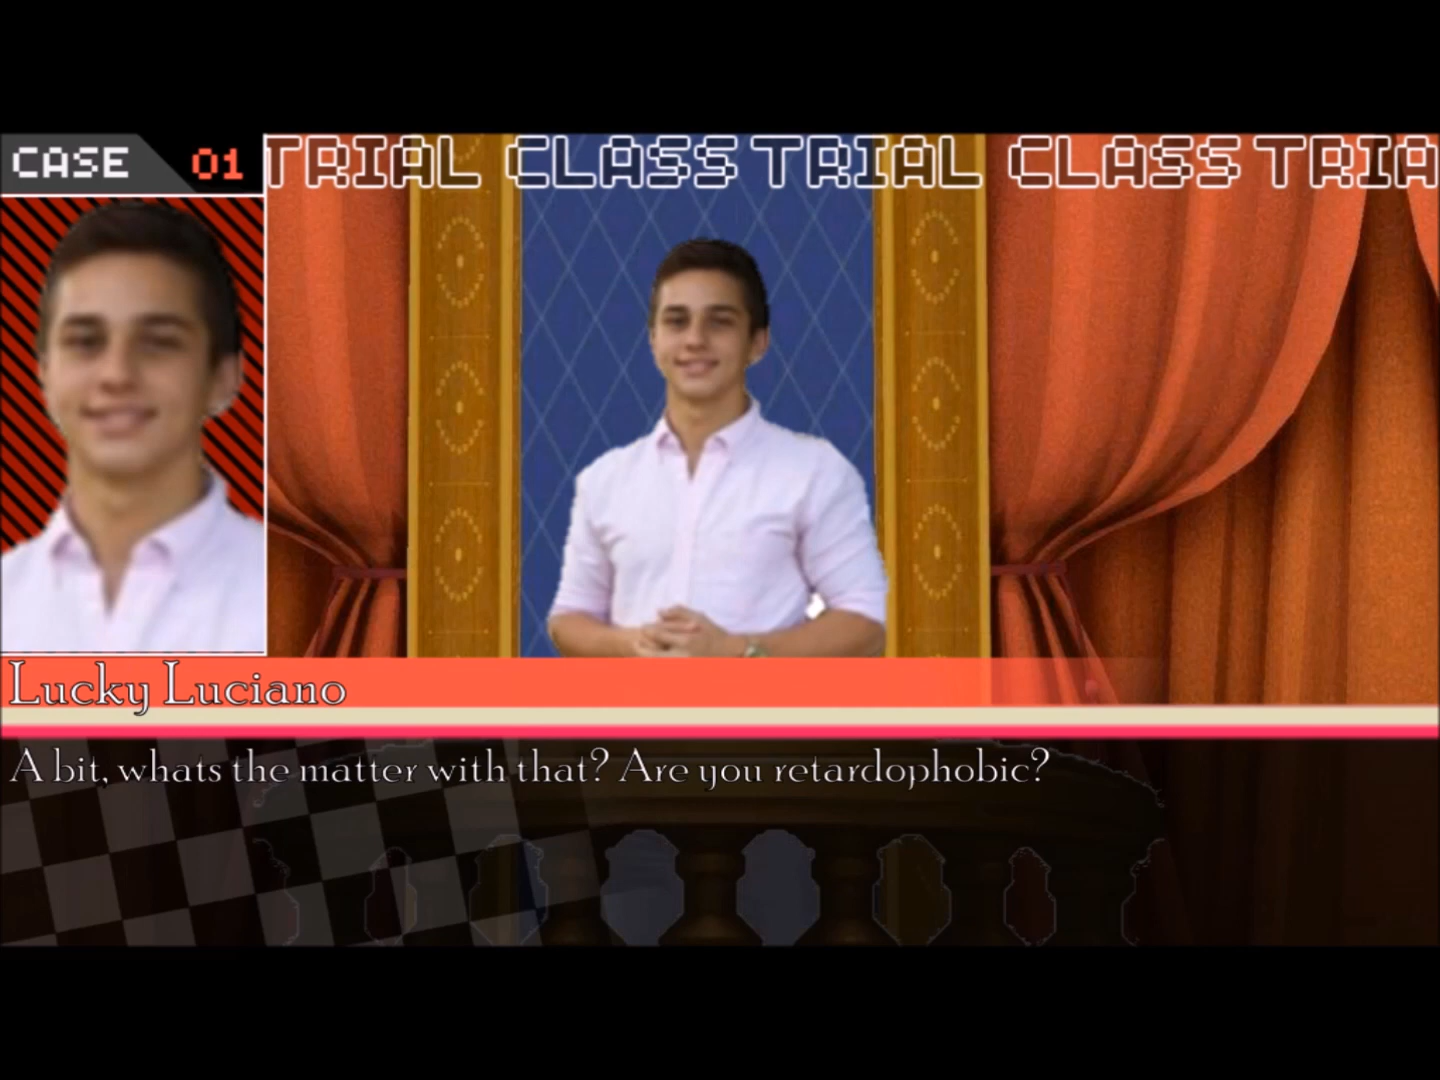 CASE 01 TRIAL CLASS TRIAL CLASS TRIA
Lucky Luciano
A bit, whats the matter with that? Are you retardophobic?